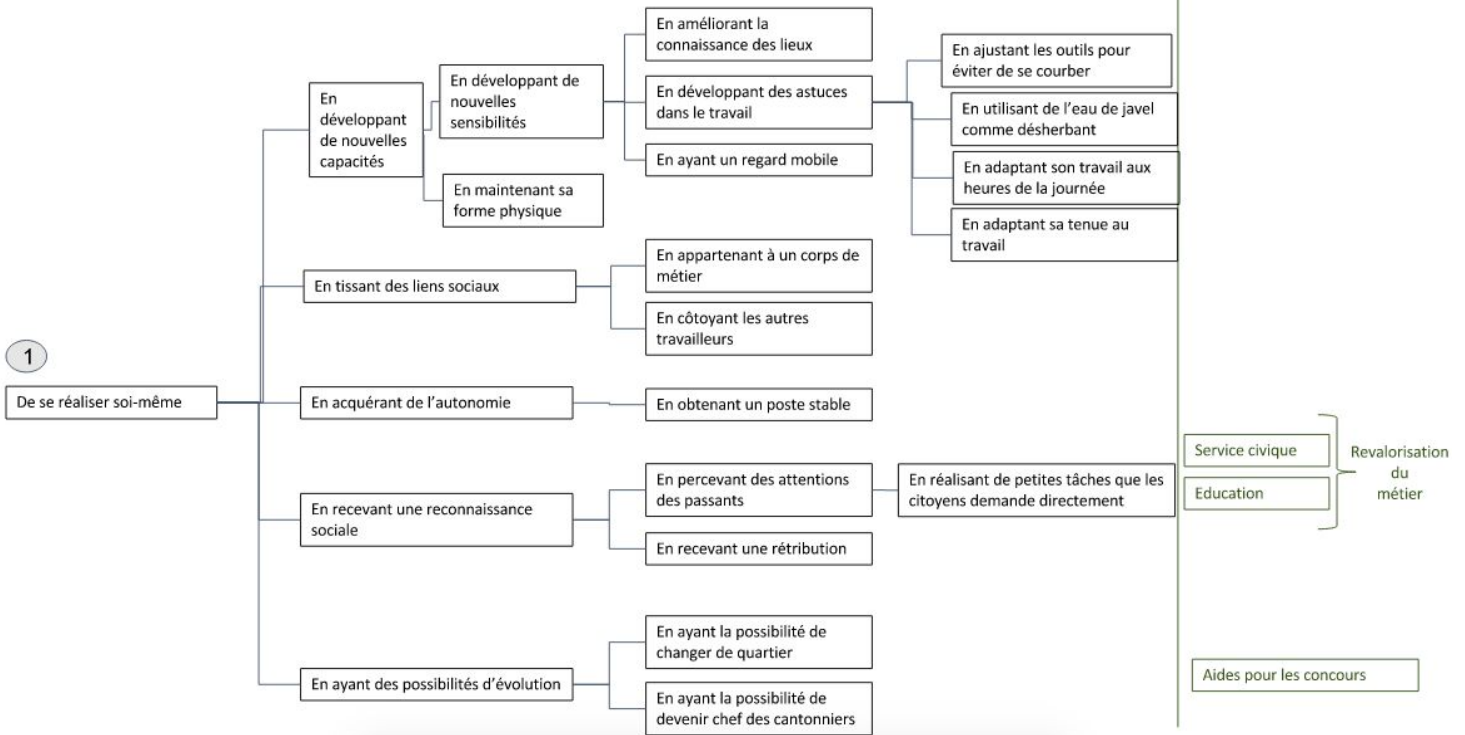 En améliorant la
connaissance des lieux
En ajustant les outils pour
éviter de se courber
En développant de
nouvelles
sensibilités
En
développant
de nouvelles
capacités
En développant des astuces
dans le travail
En utilisant de l'eau de javel
comme désherbant
En ayant un regard mobile
En adaptant son travail aux
heures de la journée
En maintenant sa
forme physique
En adaptant sa tenue au
travail
En appartenant à un corps de
métier
En tissant des liens sociaux
En côtoyant les autres
travailleurs
1
De se réaliser soi-même
En acquérant de l'autonomie
En obtenant un poste stable
Service civique
Education
Revalorisation
du
métier
En percevant des attentions
des passants
En réalisant de petites tâches que les
citoyens demande directement
En recevant une reconnaissance
sociale
En recevant une rétribution
En ayant la possibilité de
changer de quartier
En ayant des possibilités d'évolution
En ayant la possibilité de
devenir chef des cantonniers
Aides pour les concours